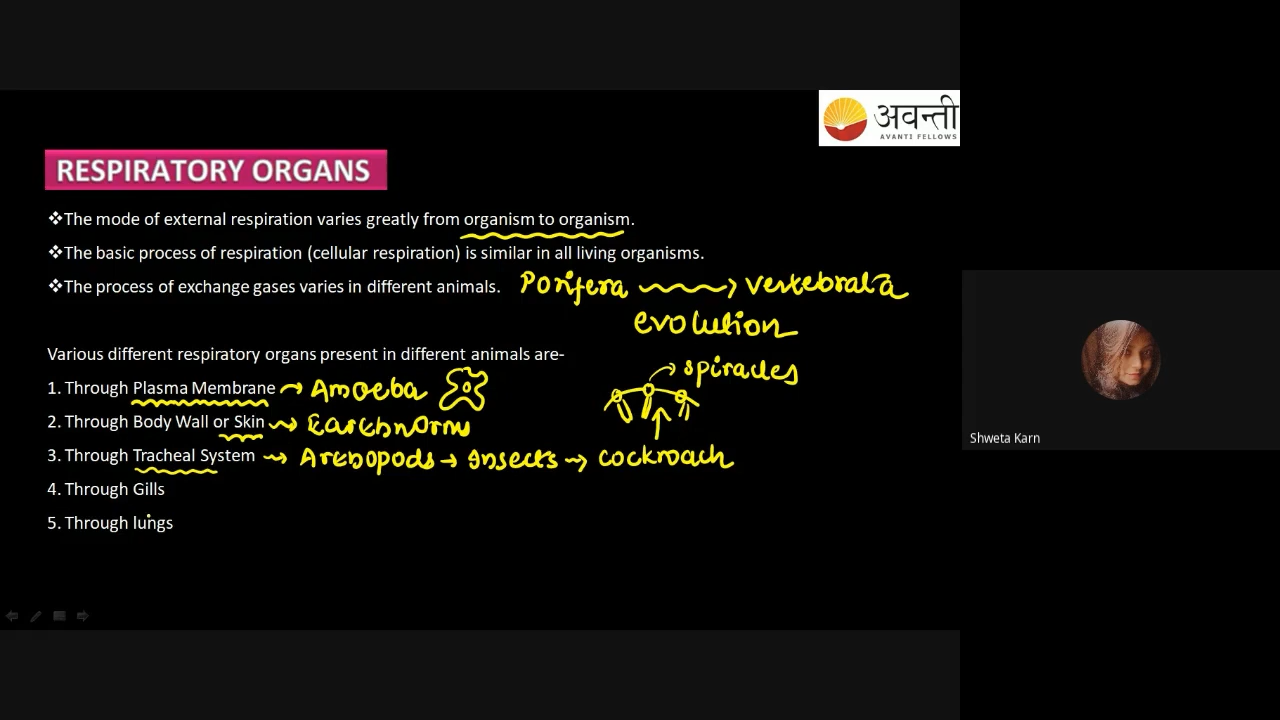 अवन्ती
AVANTI FELLOWS
RESPIRATORY ORGANS
❖The mode of external respiration varies greatly from organism to organism.
❖The basic process of respiration (cellular respiration) is similar in all living organisms.
❖The process of exchange gases varies in different animals. Porifera → vertebrata
evolution
Various different respiratory organs present in different animals are-
→ spiracles
1. Through Plasma Membrane → Amoeba
2. Through Body Wall or Skin → Earthworms
3. Through Tracheal System → Arthopods → Insects → cockroach
4. Through Gills
5. Through lungs
Shweta Karn